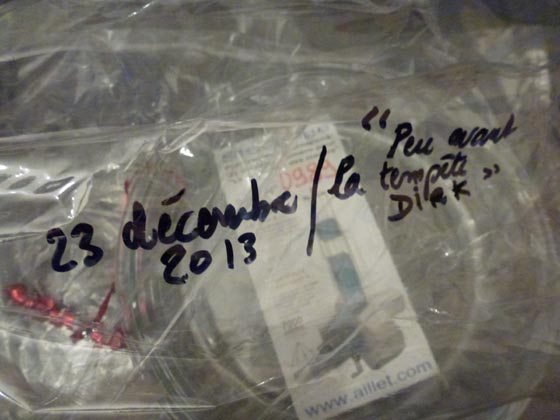 23 décembre / la
2013
" Peu avant
tempête
DIRK "
www.aillet.com